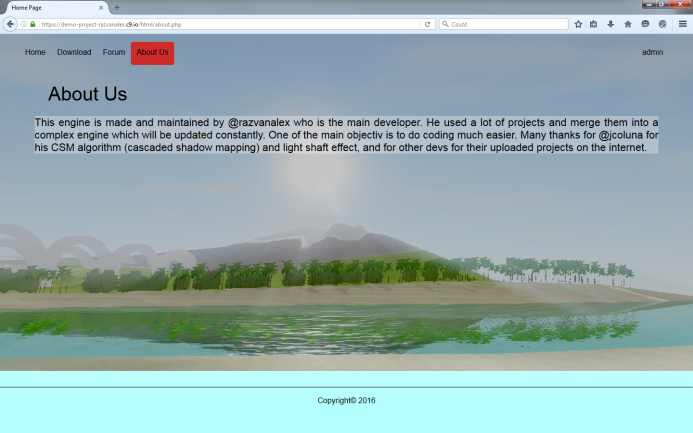 Home Page
https://demo-project-razvanalex.c9.io/html/about.php
Caută
Home Download Forum About Us admin
About Us
This engine is made and maintained by @razvanalex who is the main developer. He used a lot of projects and merge them into a
complex engine which will be updated constantly. One of the main objectiv is to do coding much easier. Many thanks for @jcoluna for
his CSM algorithm (cascaded shadow mapping) and light shaft effect, and for other devs for their uploaded projects on the internet.
Copyright© 2016